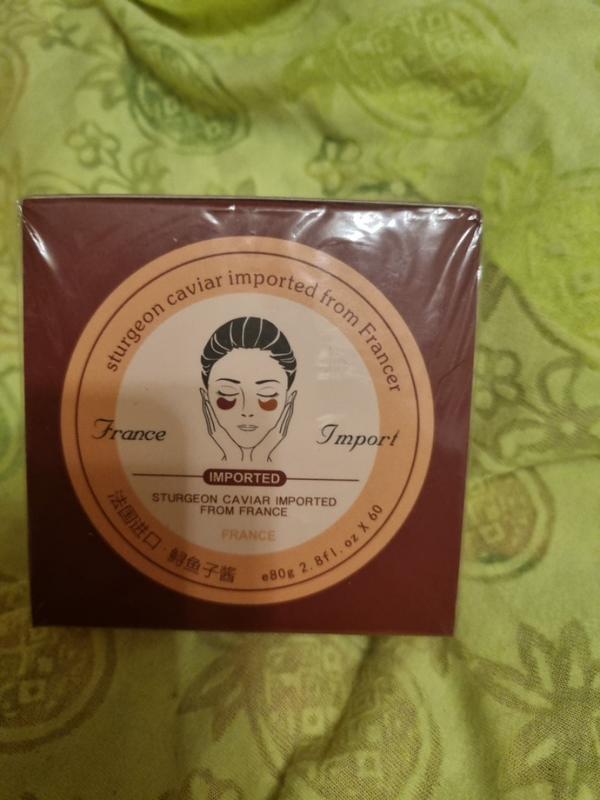 sturgeon caviar imported from Francer
France
Import
IMPORTED
STURGEON CAVIAR IMPORTED
FROM FRANCE
FRANCE
法国进口·鲟鱼子酱
e80g 2.8fl.oz X 60